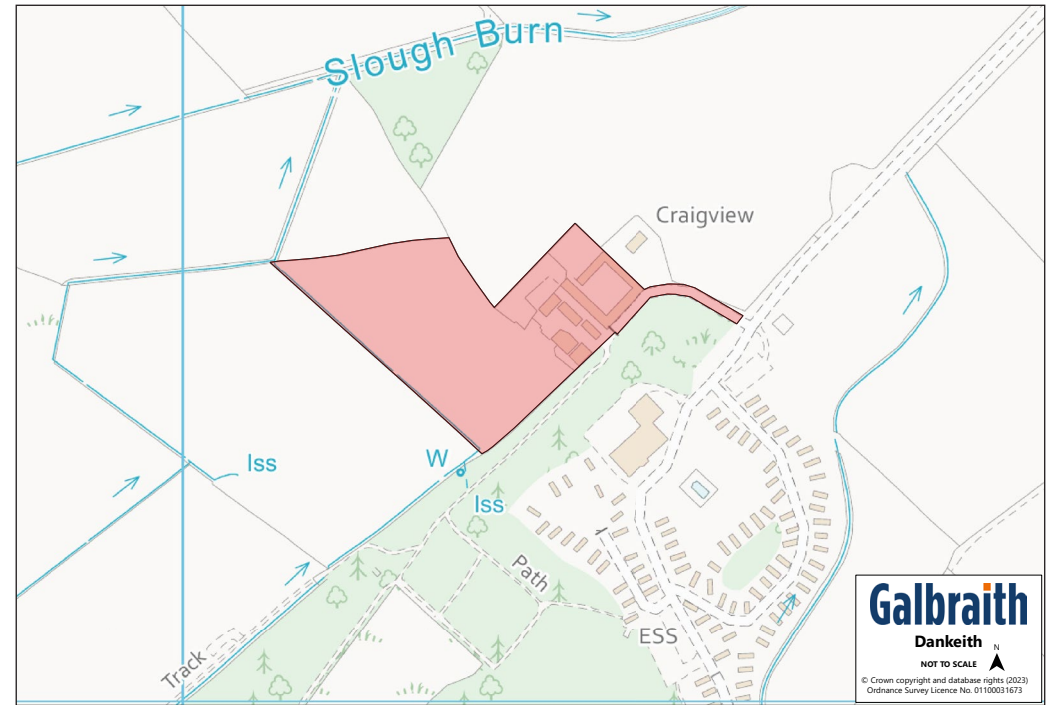 Slough Burn
Craigview
Iss
W
Iss
Path
ESS
Track
Galbraith
Dankeith
N
NOT TO SCALE
© Crown copyright and database rights (2023)
Ordnance Survey Licence No. 01100031673